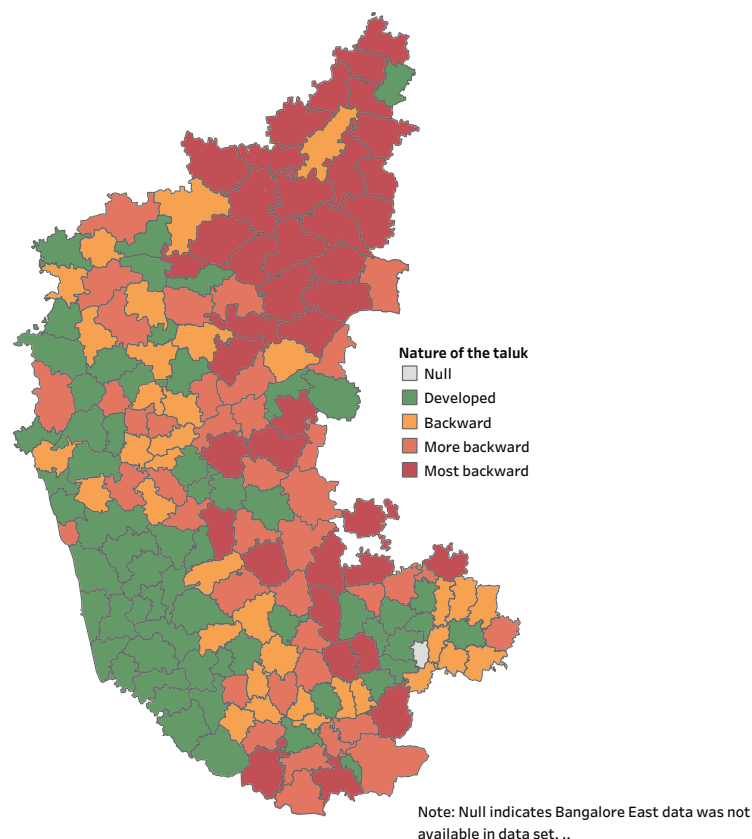 Nature of the taluk
Null
Developed
Backward
More backward
Most backward
Note: Null indicates Bangalore East data was not
available in data set. ..